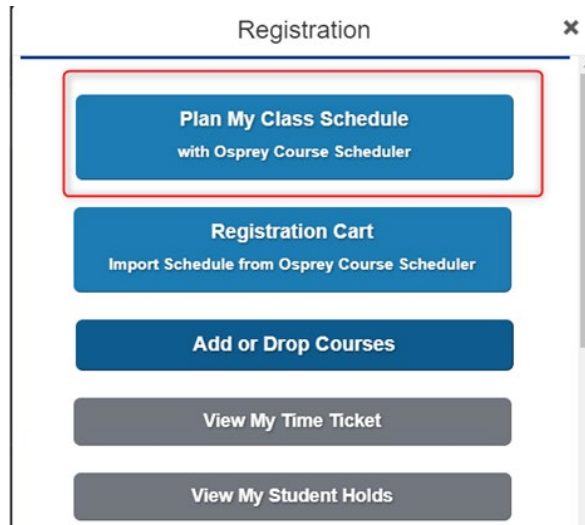 Registration
Plan My Class Schedule
with Osprey Course Scheduler
Registration Cart
Import Schedule from Osprey Course Scheduler
Add or Drop Courses
View My Time Ticket
View My Student Holds